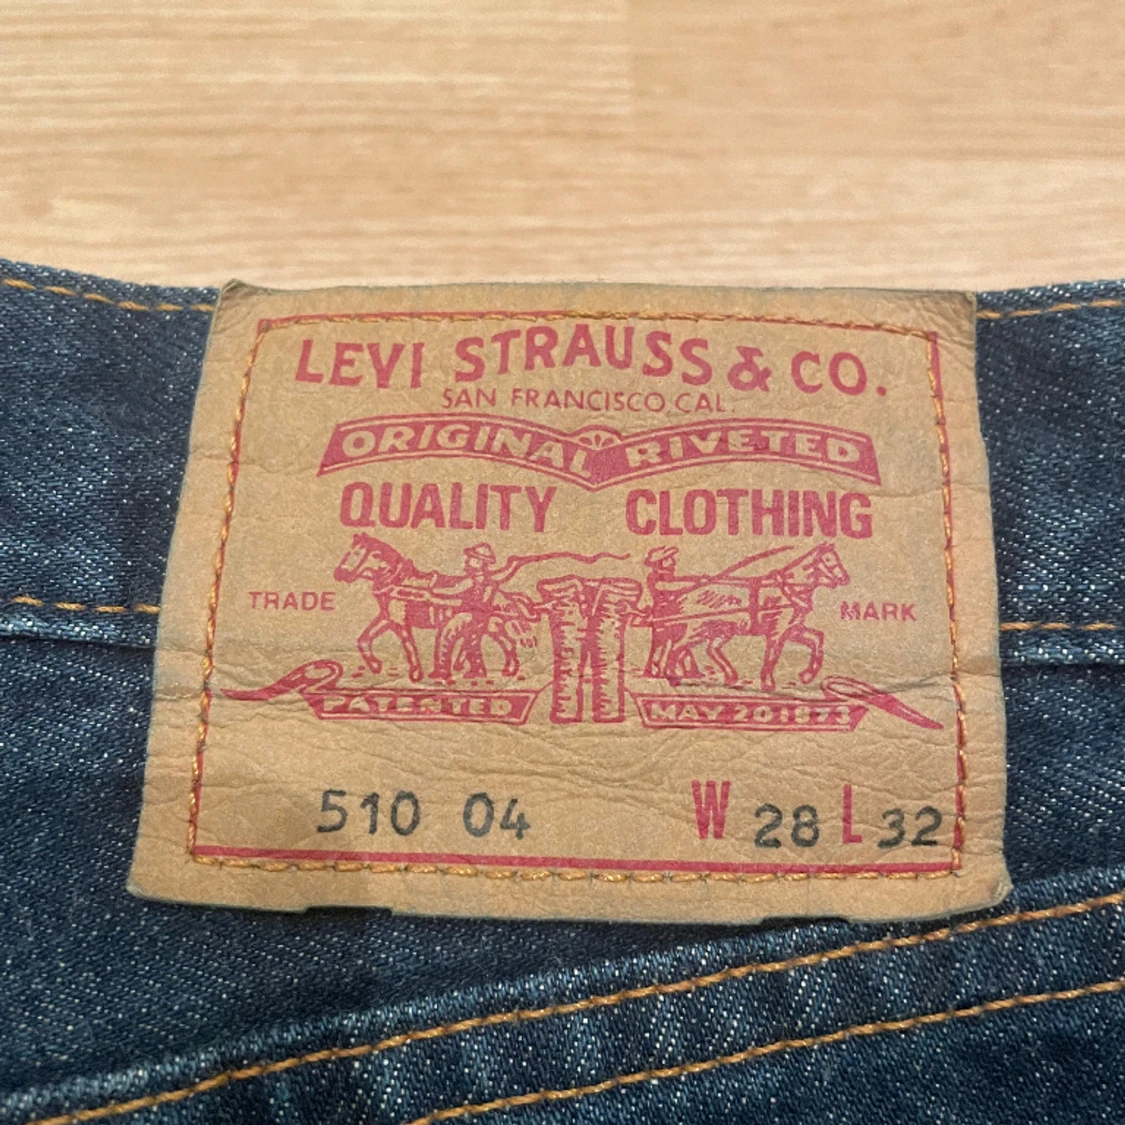 LEVI STRAUSS & CO.
SAN FRANCISCO, CAL.
ORIGINAL RIVETED
QUALITY CLOTHING
TRADE MARK
PATENTED MAY 20 1873
510 04 W 28 L 32